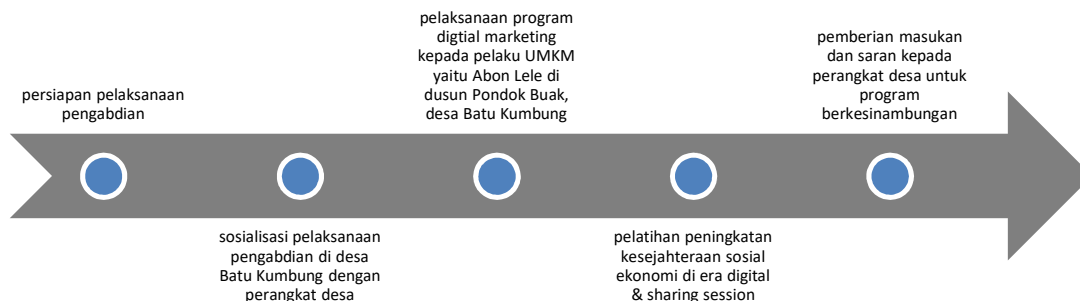 persiapan pelaksanaan
pengabdian
sosialisasi pelaksanaan
pengabdian di desa
Batu Kumbung dengan
perangkat desa
pelaksanaan program
digtial marketing
kepada pelaku UMKM
yaitu Abon Lele di
dusun Pondok Buak,
desa Batu Kumbung
pelatihan peningkatan
kesejahteraan sosial
ekonomi di era digital
& sharing session
pemberian masukan
dan saran kepada
perangkat desa untuk
program
berkesinambungan